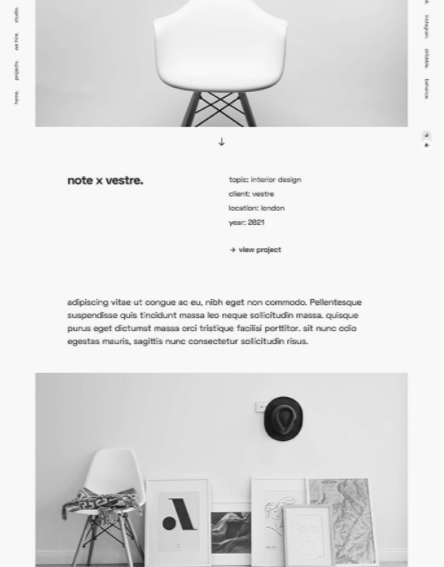 home.
projects.
we hire.
studio.
instagram.
dribbble.
behance.
note x vestre.
topic: interior design
client: vestre
location: london
year: 2021
→ view project
adipiscing vitae ut congue ac eu, nibh eget non commodo. Pellentesque
suspendisse quis tincidunt massa leo neque sollicitudin massa. quisque
purus eget dictumst massa orci tristique facilisi porttitor. sit nunc odio
egestas mauris, sagittis nunc consectetur sollicitudin risus.
A